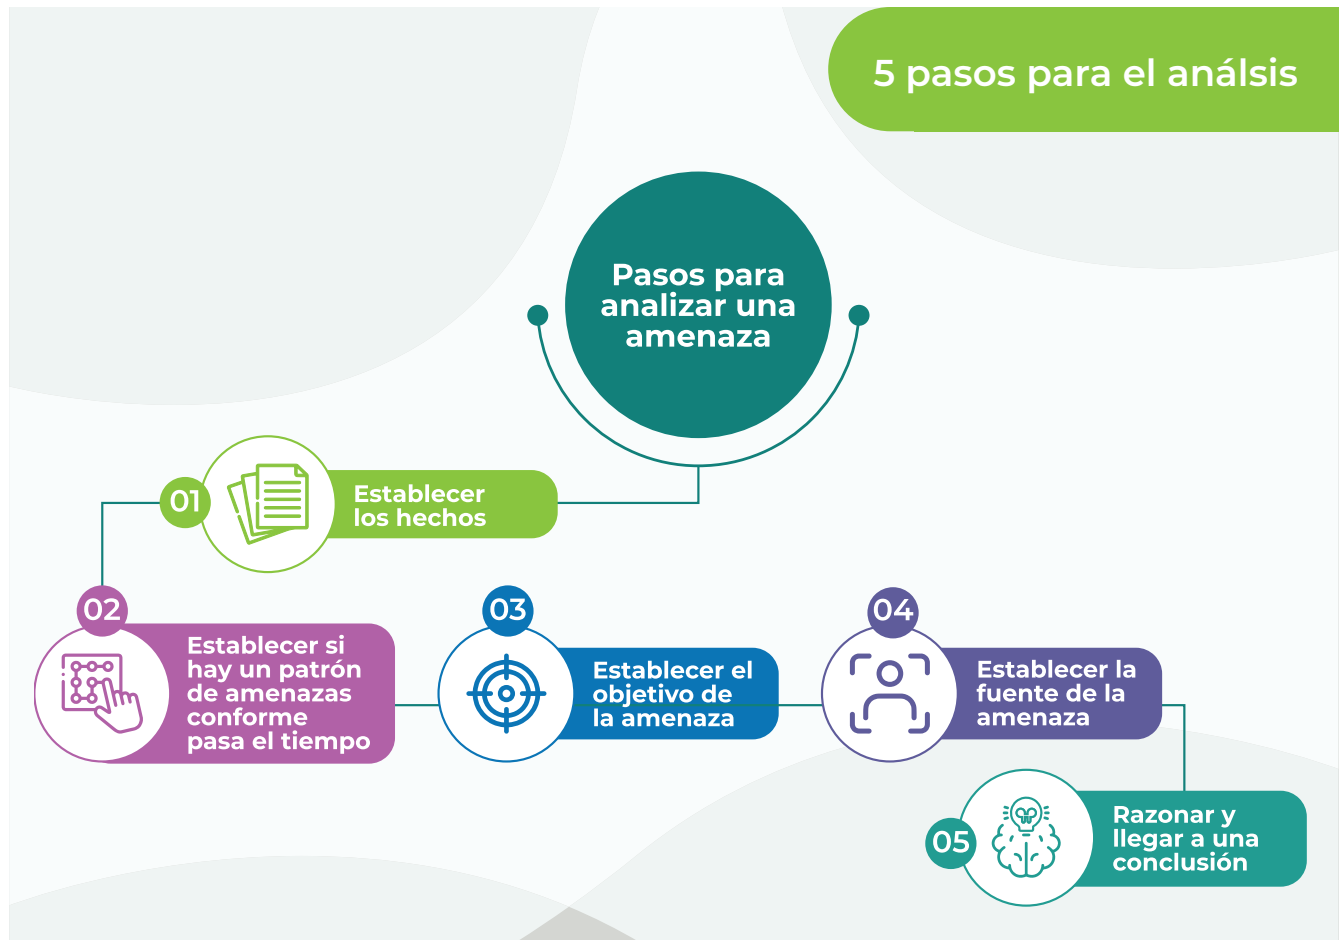 5 pasos para el análsis
Pasos para
analizar una
amenaza
01
Establecer
los hechos
02
Establecer si
hay un patrón
de amenazas
conforme
pasa el tiempo
03
Establecer el
objetivo de
la amenaza
04
Establecer la
fuente de la
amenaza
05
Razonar y
llegar a una
conclusión